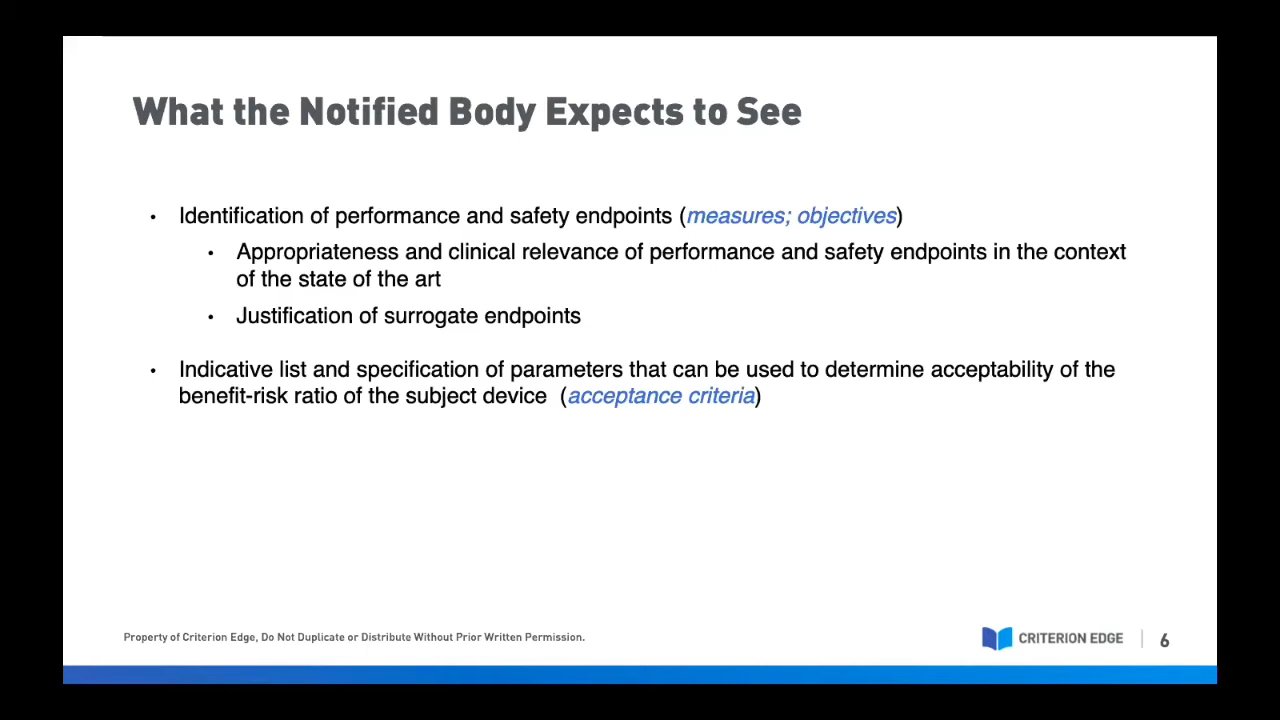 What the Notified Body Expects to See
• Identification of performance and safety endpoints (measures; objectives)
• Appropriateness and clinical relevance of performance and safety endpoints in the context
of the state of the art
• Justification of surrogate endpoints
• Indicative list and specification of parameters that can be used to determine acceptability of the
benefit-risk ratio of the subject device  (acceptance criteria)
Property of Criterion Edge, Do Not Duplicate or Distribute Without Prior Written Permission.
CRITERION EDGE | 6